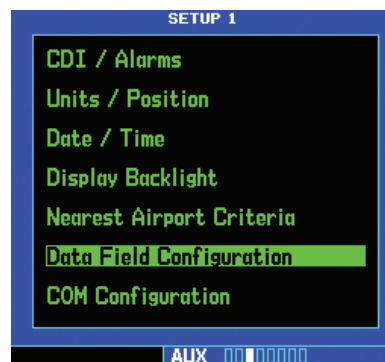 SETUP 1
CDI / Alarms
Units / Position
Date / Time
Display Backlight
Nearest Airport Criteria
Data Field Configuration
COM Configuration
AUX